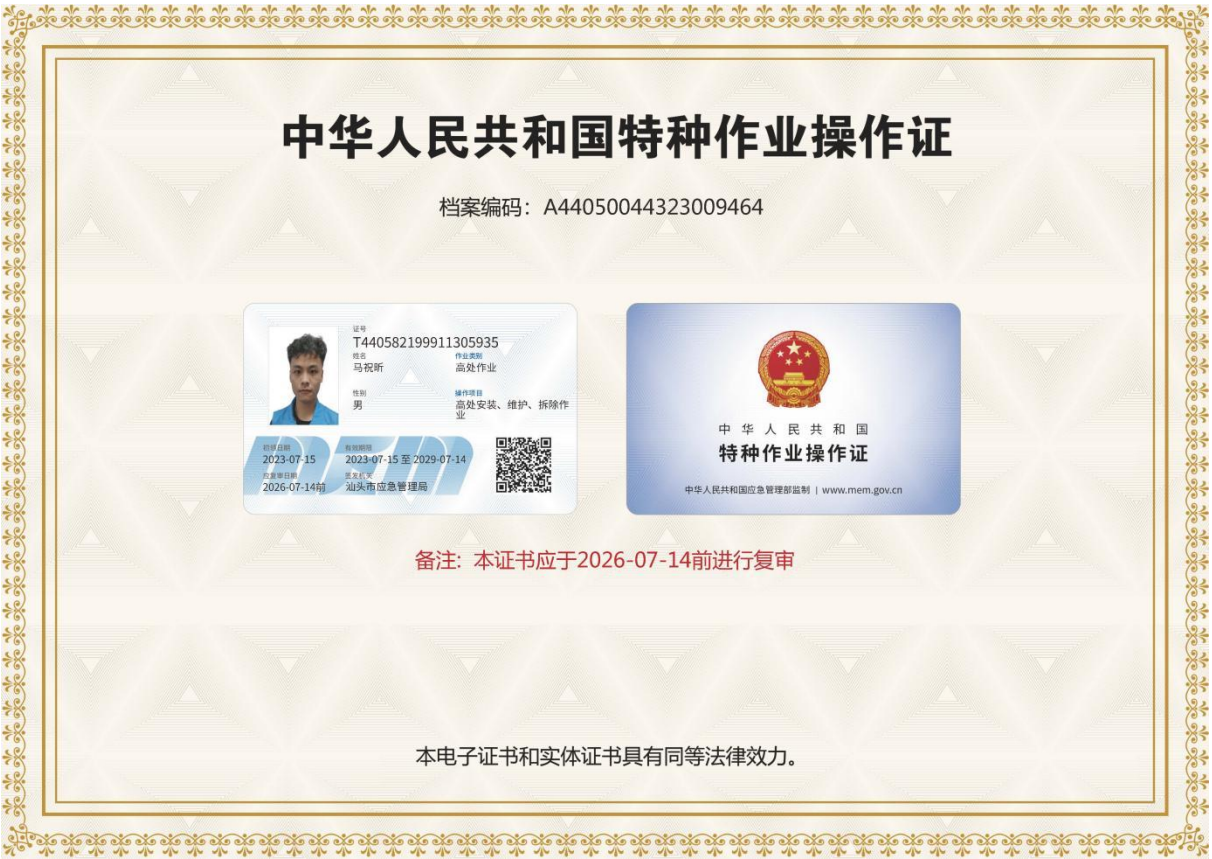 中华人民共和国特种作业操作证
档案编码：A44050044323009464
证号
T440582199911305935
姓名
马祝昕
作业类别
高处作业
性别
男
操作项目
高处安装、维护、拆除作
业
初领日期
2023-07-15
有效期限
2023-07-15 至 2029-07-14
应复审日期
2026-07-14前
签发机关
汕头市应急管理局
中华人民共和国
特种作业操作证
中华人民共和国应急管理部监制 | www.mem.gov.cn
备注: 本证书应于2026-07-14前进行复审
本电子证书和实体证书具有同等法律效力。